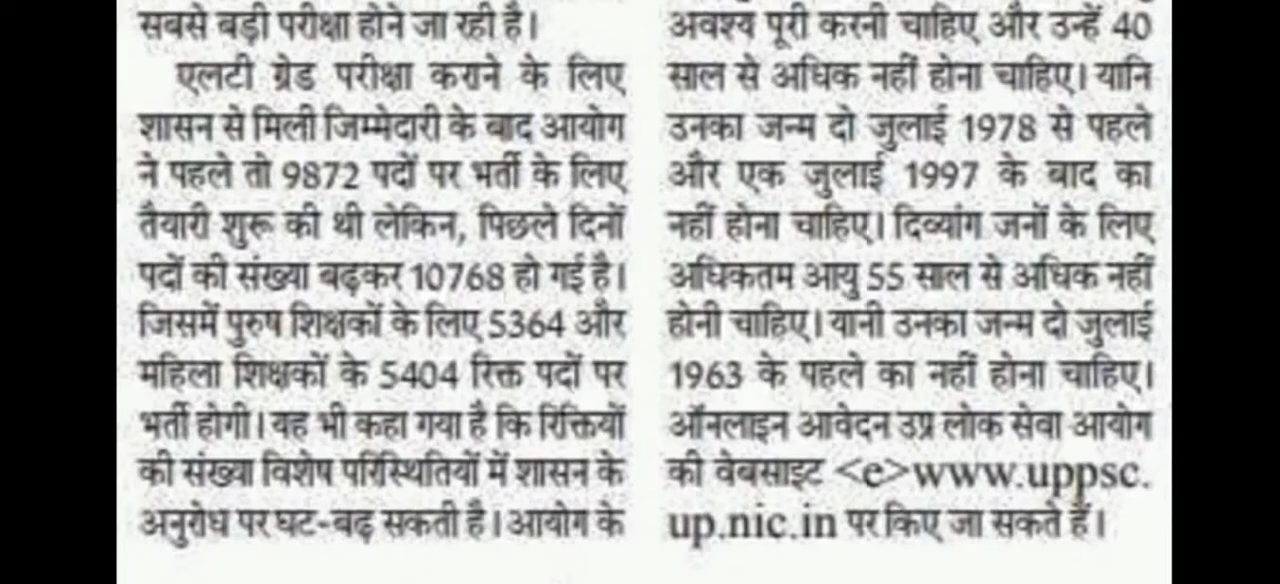 सबसे बड़ी परीक्षा होने जा रही है।
एलटी ग्रेड परीक्षा कराने के लिए
शासन से मिली जिम्मेदारी के बाद आयोग
ने पहले तो 9872 पदों पर भर्ती के लिए
तैयारी शुरू की थी लेकिन, पिछले दिनों
पदों की संख्या बढ़कर 10768 हो गई है।
जिसमें पुरुष शिक्षकों के लिए 5364 और
महिला शिक्षकों के 5404 रिक्त पदों पर
भर्ती होगी। यह भी कहा गया है कि रिक्तियों
की संख्या विशेष परिस्थितियों में शासन के
अनुरोध पर घट-बढ़ सकती है। आयोग के
अवश्य पूरी करनी चाहिए और उन्हें 40
साल से अधिक नहीं होना चाहिए। यानि
उनका जन्म दो जुलाई 1978 से पहले
और एक जुलाई 1997 के बाद का
नहीं होना चाहिए। दिव्यांग जनों के लिए
अधिकतम आयु 55 साल से अधिक नहीं
होनी चाहिए। यानी उनका जन्म दो जुलाई
1963 के पहले का नहीं होना चाहिए।
ऑनलाइन आवेदन उप्र लोक सेवा आयोग
की वेबसाइट <e>www.uppsc.
up.nic.in पर किए जा सकते हैं।